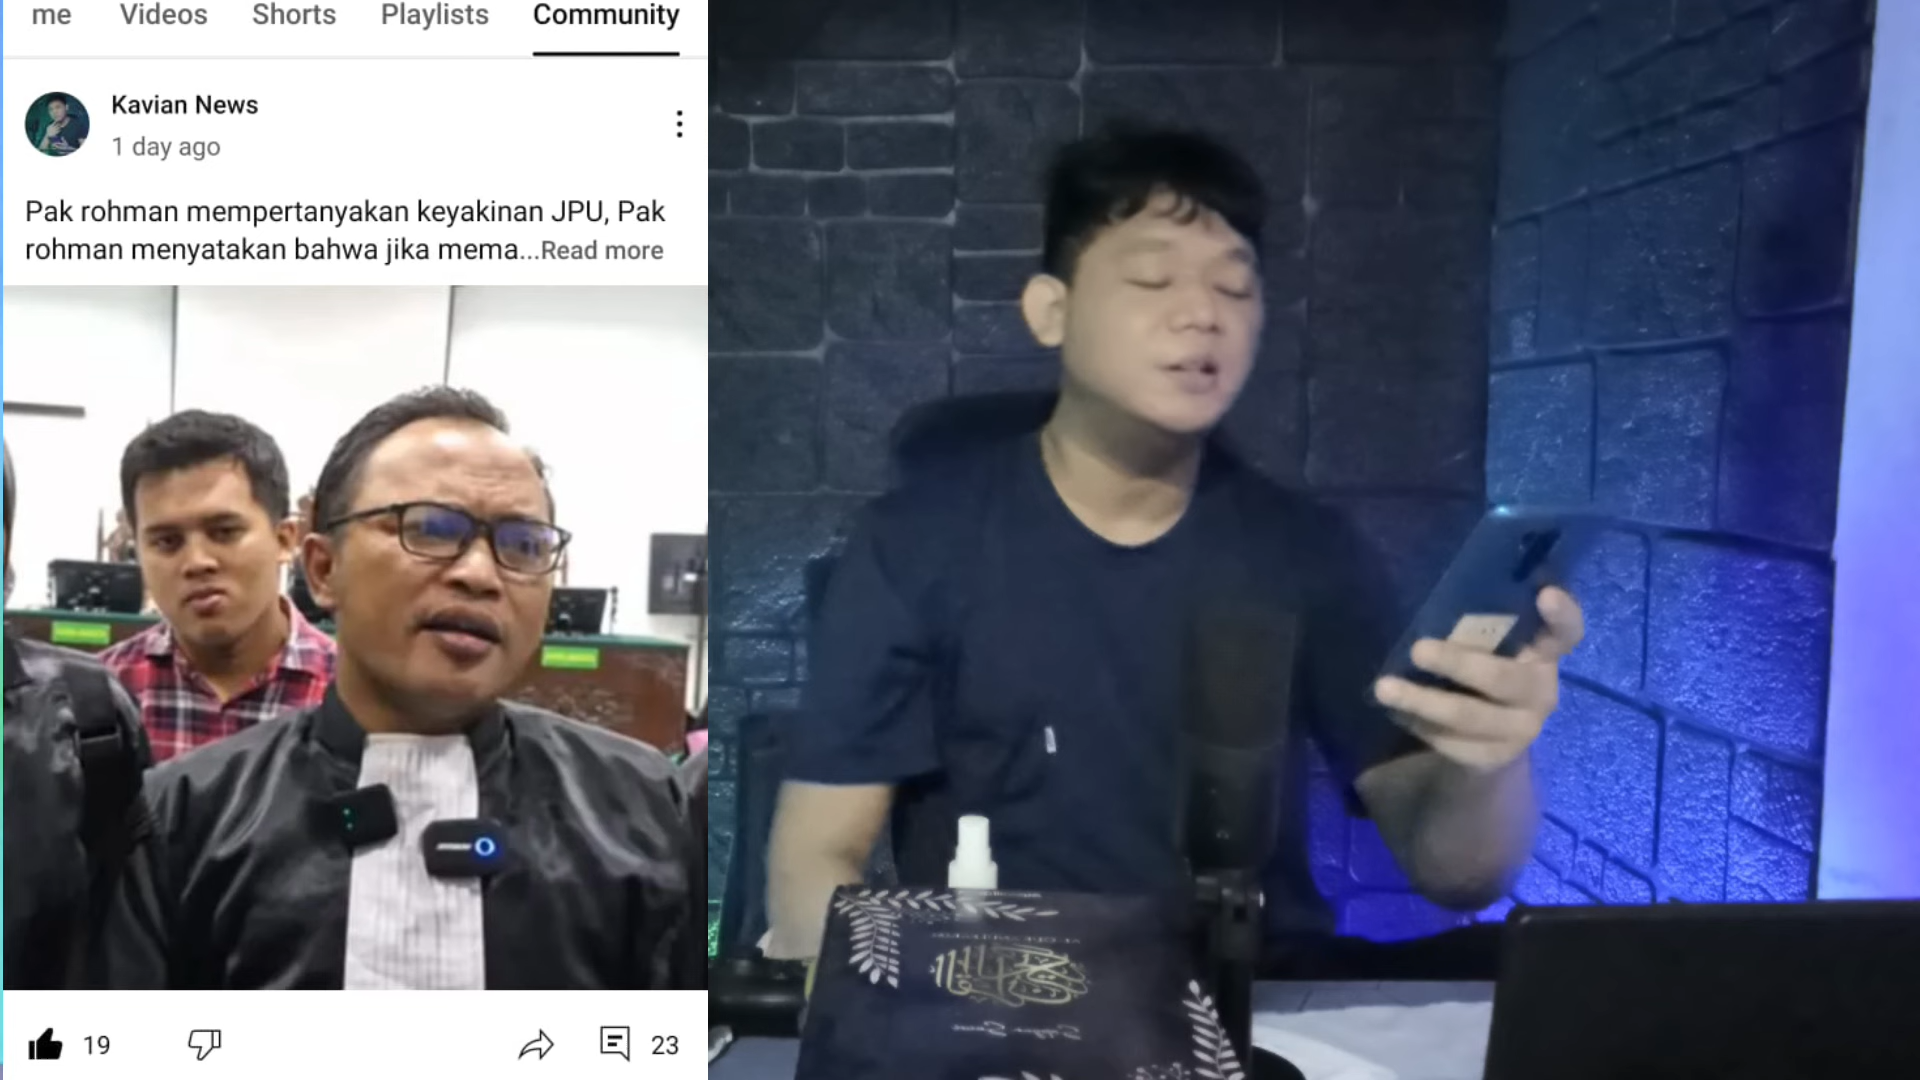 me Videos Shorts Playlists Community
Kavian News
1 day ago
Pak rohman mempertanyakan keyakinan JPU, Pak
rohman menyatakan bahwa jika mema...Read more
19
23